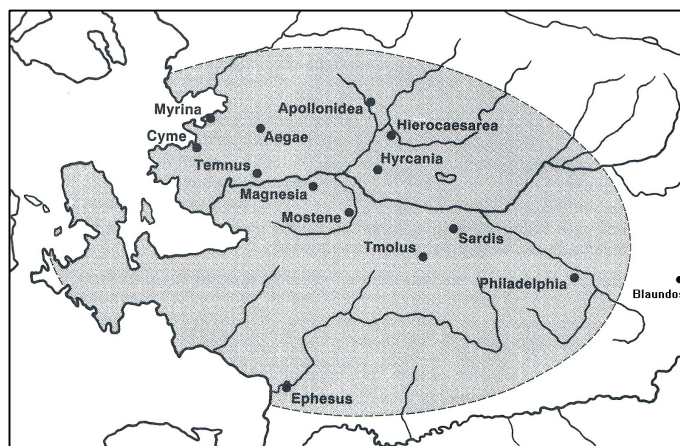 Myrina
Apollonidea
Hierocaesarea
Cyme
Aegae
Temnus
Hyrcania
Magnesia
Mostene
Sardis
Tmolus
Philadelphia
Blaundos
Ephesus